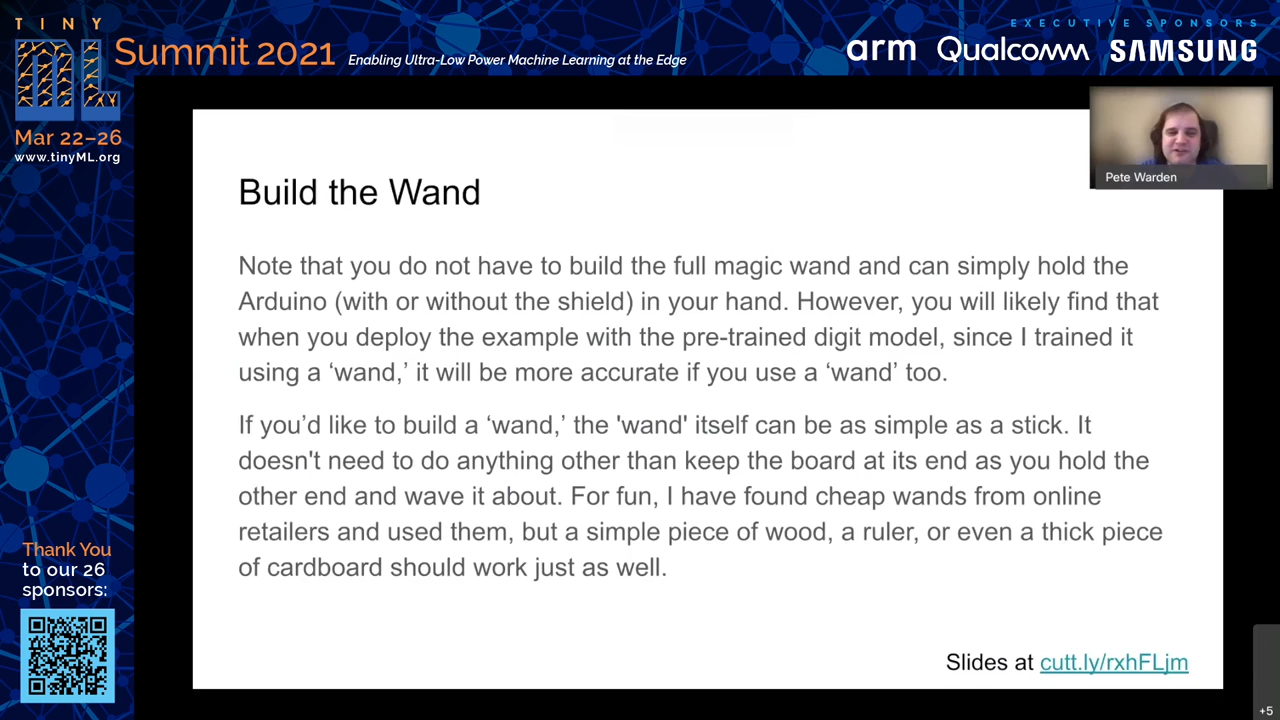 TINY
ML
Summit 2021
Enabling Ultra-Low Power Machine Learning at the Edge
EXECUTIVE SPONSORS
arm Qualcomm SAMSUNG
Mar 22–26
www.tinyML.org
Pete Warden
Build the Wand
Note that you do not have to build the full magic wand and can simply hold the
Arduino (with or without the shield) in your hand. However, you will likely find that
when you deploy the example with the pre-trained digit model, since I trained it
using a ‘wand,’ it will be more accurate if you use a ‘wand’ too.
If you’d like to build a ‘wand,’ the 'wand' itself can be as simple as a stick. It
doesn't need to do anything other than keep the board at its end as you hold the
other end and wave it about. For fun, I have found cheap wands from online
retailers and used them, but a simple piece of wood, a ruler, or even a thick piece
of cardboard should work just as well.
Slides at cutt.ly/rxhFLjm
Thank You
to our 26
sponsors:
+5